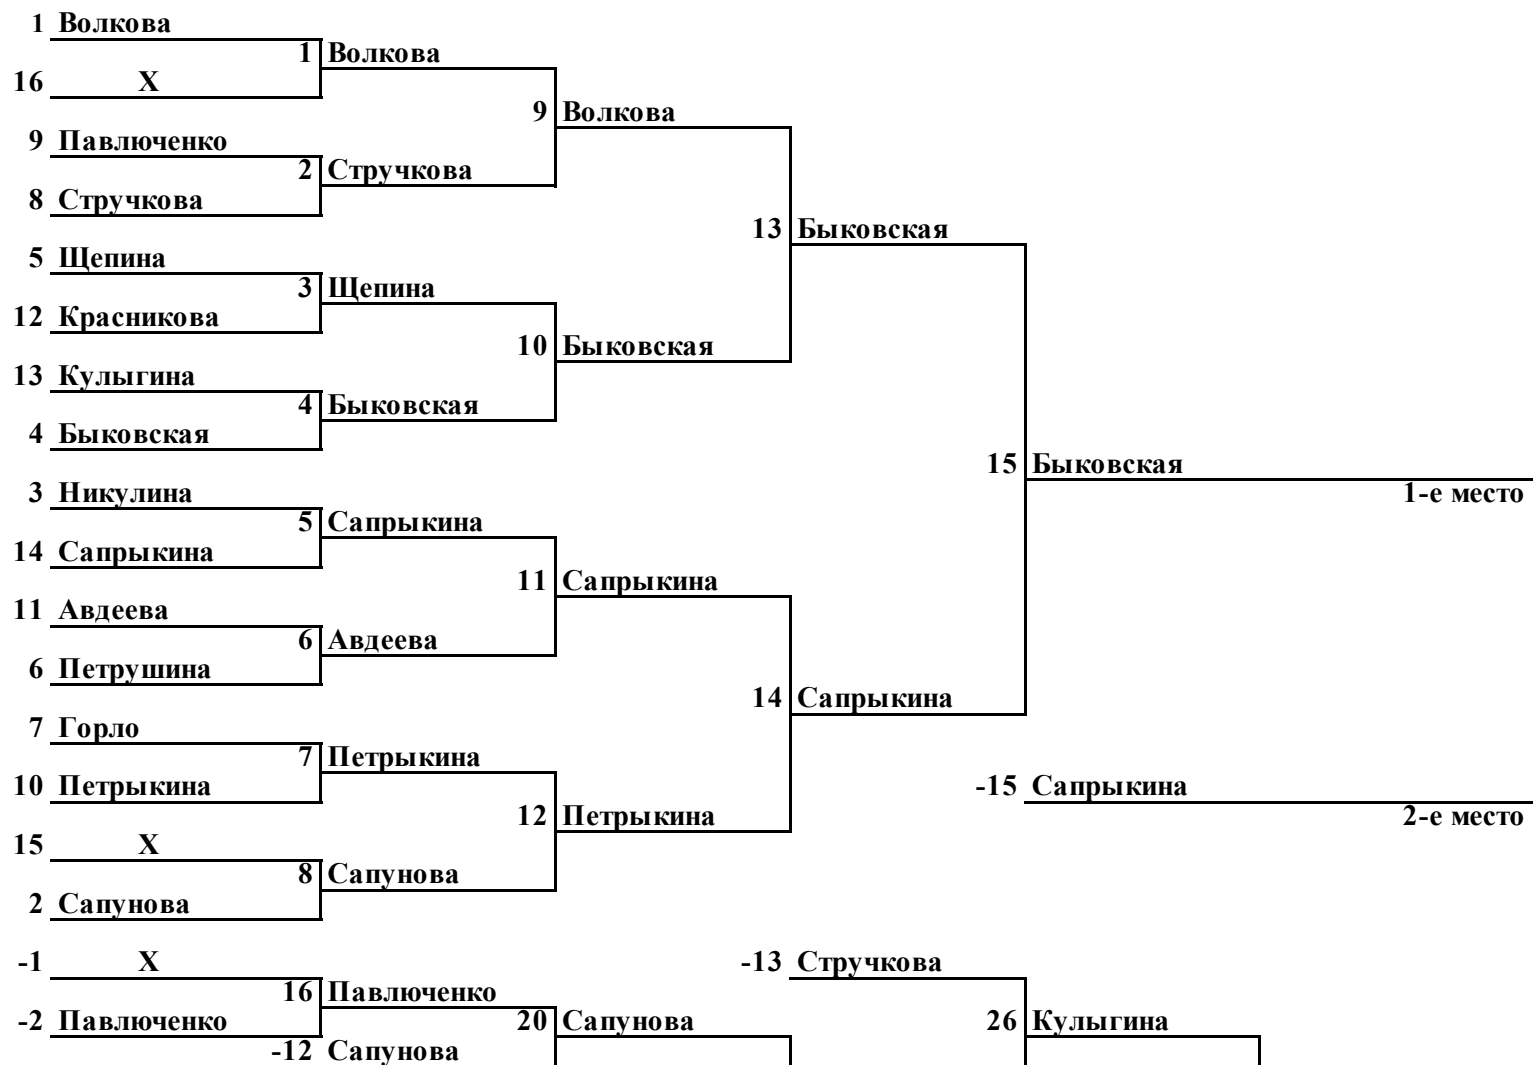 1 Волкова
1 Волкова
16 X
9 Волкова
9 Павлюченко
2 Стручкова
8 Стручкова
13 Быковская
5 Щепина
3 Щепина
12 Красникова
10 Быковская
13 Кулыгина
4 Быковская
4 Быковская
15 Быковская
3 Никулина
1-е место
5 Сапрыкина
14 Сапрыкина
11 Сапрыкина
11 Авдеева
6 Авдеева
6 Петрушина
14 Сапрыкина
7 Горло
7 Петрыкина
10 Петрыкина
-15 Сапрыкина
12 Петрыкина
2-е место
15 X
8 Сапунова
2 Сапунова
-1 X
-13 Стручкова
16 Павлюченко
-2 Павлюченко
20 Сапунова
26 Кулыгина
-12 Сапунова